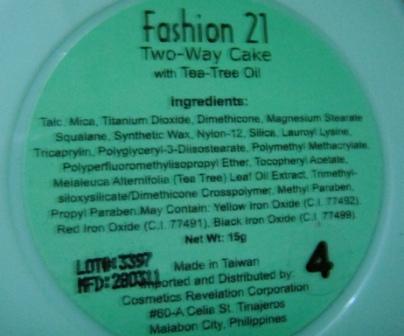 Fashion 21
Two-Way Cake
with Tea-Tree Oil
Ingredients:
Talc, Mica, Titanium Dioxide, Dimethicone, Magnesium Stearate
Squalane, Synthetic Wax, Nylon-12, Silica, Lauroyl Lysine,
Tricaprylin, Polyglyceryl-3-Diisostearate, Polymethyl Methacrylate,
Polyperfluoromethylisopropyl Ether, Tocopheryl Acetate,
Melaleuca Alternifolia (Tea Tree) Leaf Oil Extract, Trimethyl-
siloxysilicate/Dimethicone Crosspolymer, Methyl Paraben,
Propyl Paraben.May Contain: Yellow Iron Oxide (C.I. 77492),
Red Iron Oxide (C.I. 77491), Black Iron Oxide (C.I. 77499).
Net Wt: 15g
LOT#:3397
MFD:280311
4
Made in Taiwan
Imported and Distributed by:
Cosmetics Revelation Corporation
#60-A Celia St. Tinajeros
Malabon City, Philippines